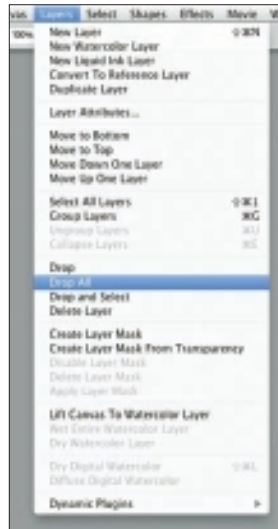 Layers Select Shapes Effects Movie
New Layer ⇧⌘N
New Watercolor Layer
New Liquid Ink Layer
Convert To Reference Layer
Duplicate Layer
Layer Attributes...
Move to Bottom
Move to Top
Move Down One Layer
Move Up One Layer
Select All Layers ⇧⌘1
Group Layers ⌘G
Ungroup Layers ⌘U
Collapse Layers ⌘E
Drop
Drop All
Drop and Select
Delete Layer
Create Layer Mask
Create Layer Mask From Transparency
Disable Layer Mask
Delete Layer Mask
Apply Layer Mask
Lift Canvas To Watercolor Layer
Wet Entire Watercolor Layer
Dry Watercolor Layer
Dry Digital Watercolor
Diffuse Digital Watercolor
Dynamic Plugins